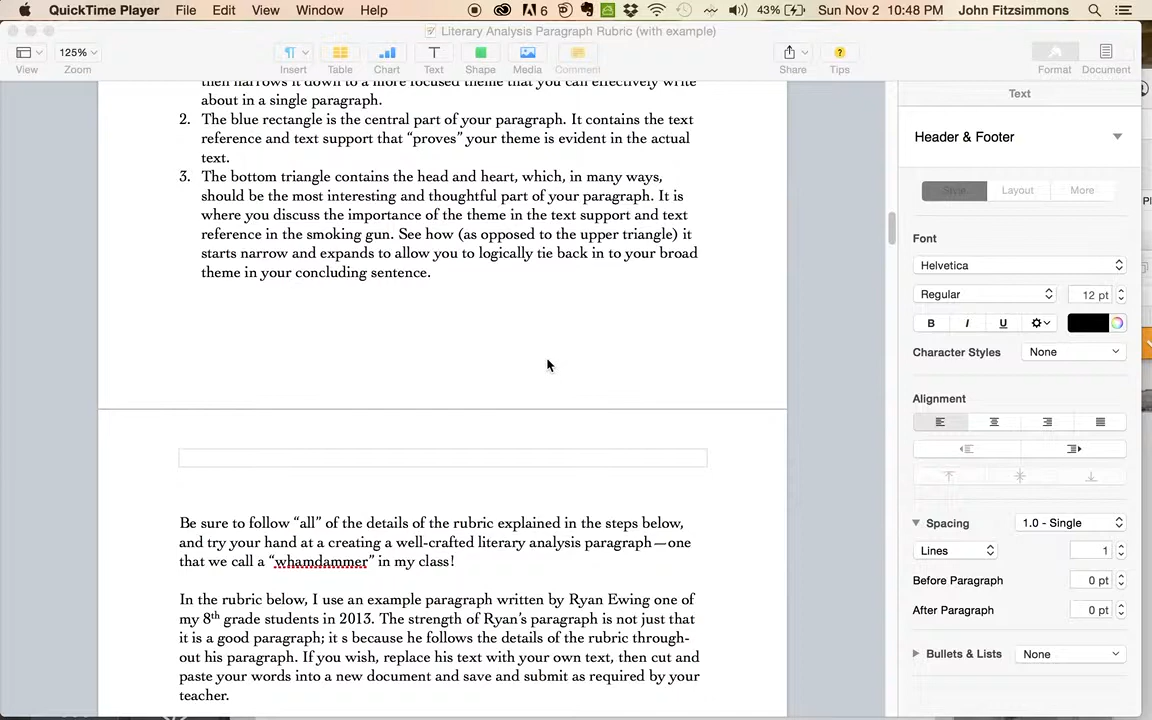 QuickTime Player File Edit View Window Help 6 43% Sun Nov 2 10:48 PM John Fitzsimmons
Literary Analysis Paragraph Rubric (with example)
125%
View Zoom Insert Table Chart Text Shape Media Comment Share Tips Format Document
then narrows it down to a more focused theme that you can effectively write
about in a single paragraph.
2. The blue rectangle is the central part of your paragraph. It contains the text
reference and text support that “proves” your theme is evident in the actual
text.
3. The bottom triangle contains the head and heart, which, in many ways,
should be the most interesting and thoughtful part of your paragraph. It is
where you discuss the importance of the theme in the text support and text
reference in the smoking gun. See how (as opposed to the upper triangle) it
starts narrow and expands to allow you to logically tie back in to your broad
theme in your concluding sentence.
Be sure to follow “all” of the details of the rubric explained in the steps below,
and try your hand at a creating a well-crafted literary analysis paragraph—one
that we call a “whamdammer” in my class!
In the rubric below, I use an example paragraph written by Ryan Ewing one of
my 8th grade students in 2013. The strength of Ryan’s paragraph is not just that
it is a good paragraph; it s because he follows the details of the rubric through-
out his paragraph. If you wish, replace his text with your own text, then cut and
paste your words into a new document and save and submit as required by your
teacher.
Text
Header & Footer
Style Layout More
Font
Helvetica
Regular 12 pt
B I U
Character Styles None
Alignment
Spacing 1.0 - Single
Lines 1
Before Paragraph 0 pt
After Paragraph 0 pt
Bullets & Lists None